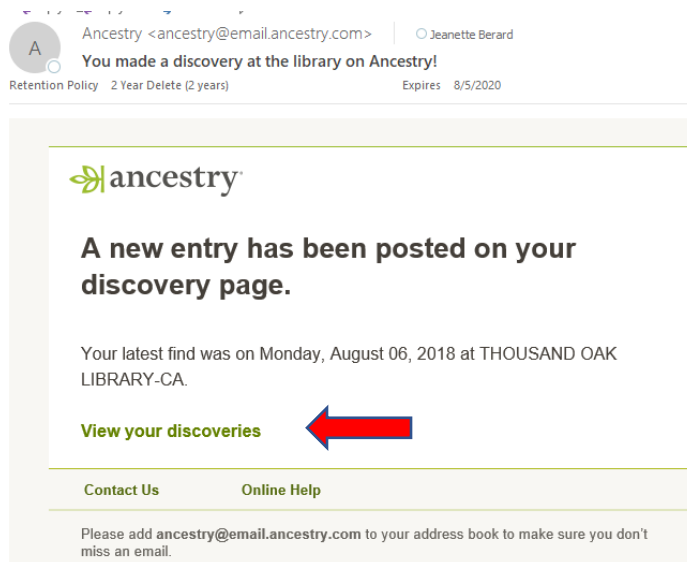 A
Ancestry <ancestry@email.ancestry.com>
Jeanette Berard
You made a discovery at the library on Ancestry!
Retention Policy 2 Year Delete (2 years)
Expires 8/5/2020
ancestry
A new entry has been posted on your
discovery page.
Your latest find was on Monday, August 06, 2018 at THOUSAND OAK
LIBRARY-CA.
View your discoveries
Contact Us
Online Help
Please add ancestry@email.ancestry.com to your address book to make sure you don't
miss an email.